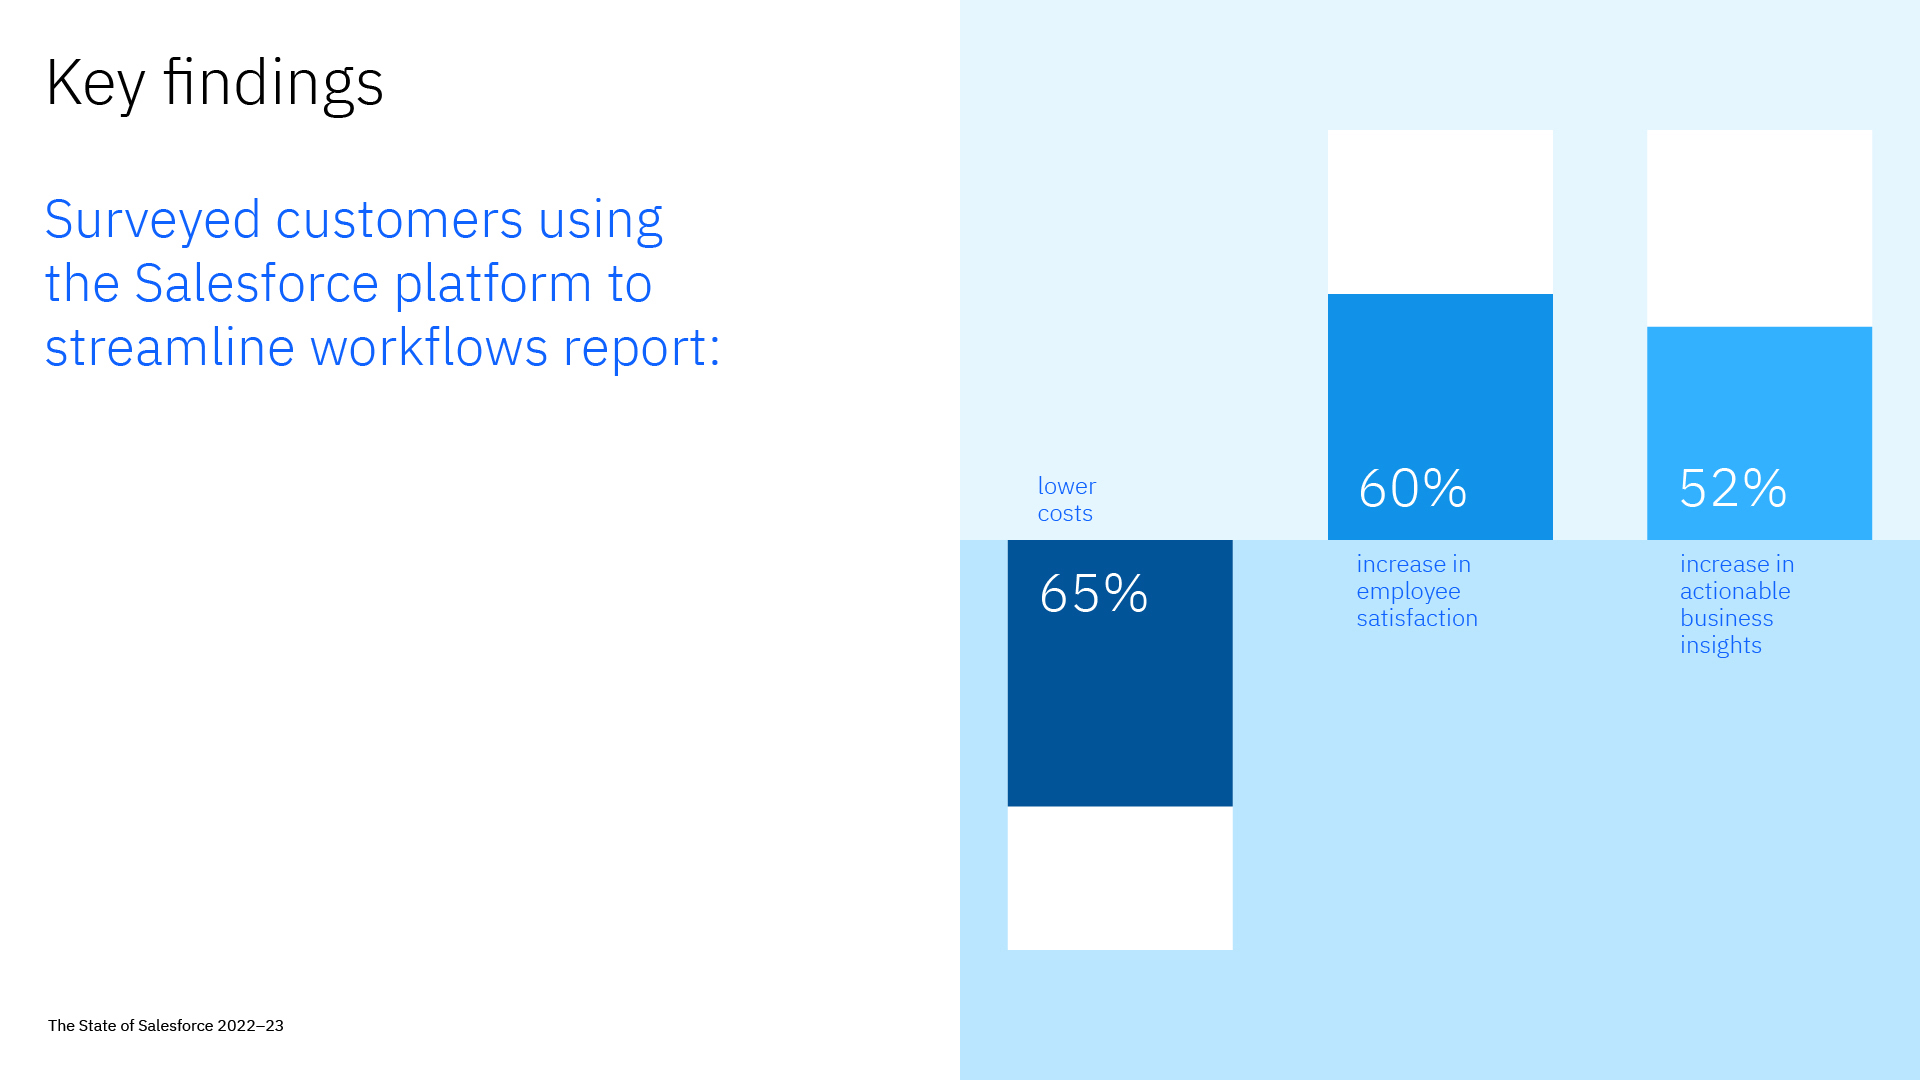 Key findings
Surveyed customers using
the Salesforce platform to
streamline workflows report:
lower
costs
65%
60%
increase in
employee
satisfaction
52%
increase in
actionable
business
insights
The State of Salesforce 2022–23